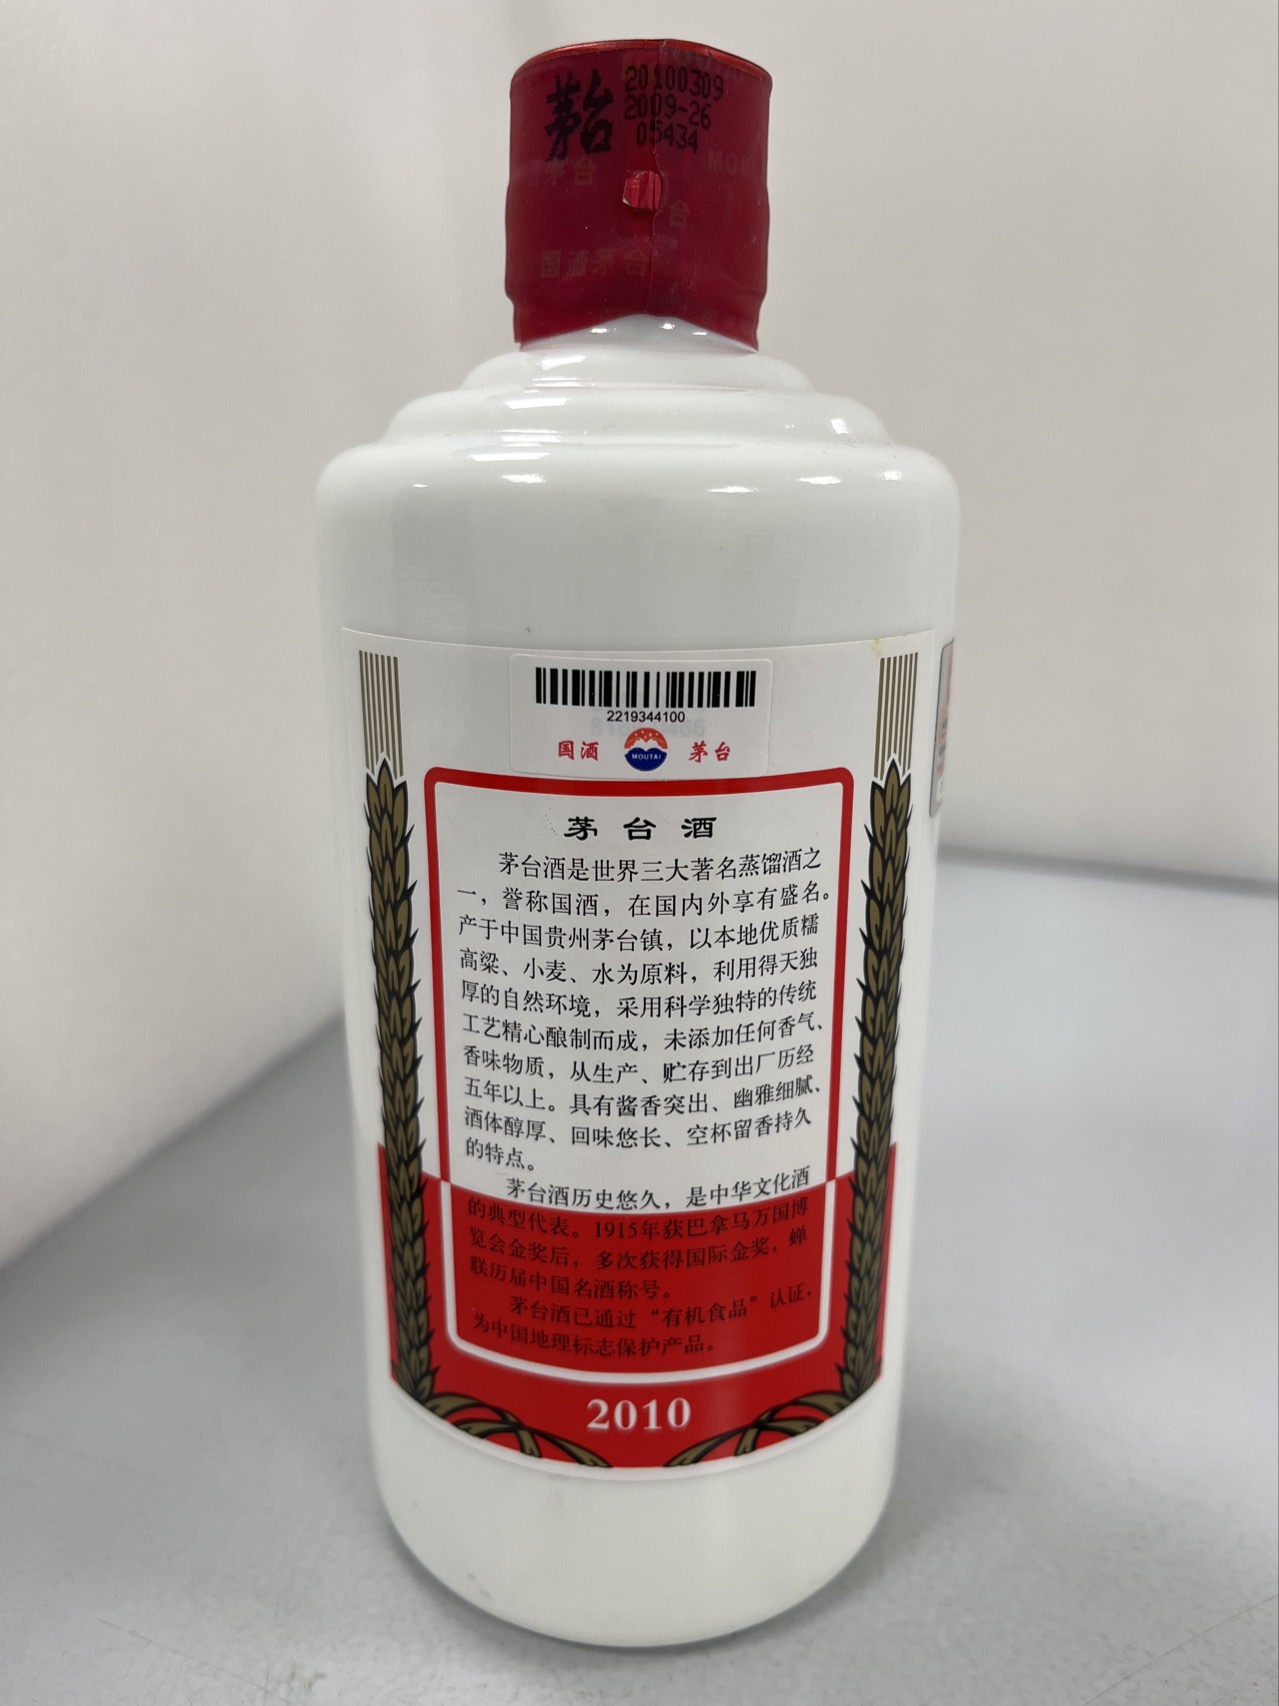 茅台
20100309
2009-26
05434
茅台
MOU
台
国酒茅台
2219344100
国酒
MOUTAI
茅台
茅台酒
茅台酒是世界三大著名蒸馏酒之
一，誉称国酒，在国内外享有盛名。
产于中国贵州茅台镇，以本地优质糯
高粱、小麦、水为原料，利用得天独
厚的自然环境，采用科学独特的传统
工艺精心酿制而成，未添加任何香气、
香味物质，从生产、贮存到出厂历经
五年以上。具有酱香突出、幽雅细腻、
酒体醇厚、回味悠长、空杯留香持久
的特点。
茅台酒历史悠久，是中华文化酒
的典型代表。1915年获巴拿马万国博
览会金奖后，多次获得国际金奖，蝉
联历届中国名酒称号。
茅台酒已通过“有机食品”认证，
为中国地理标志保护产品。
2010